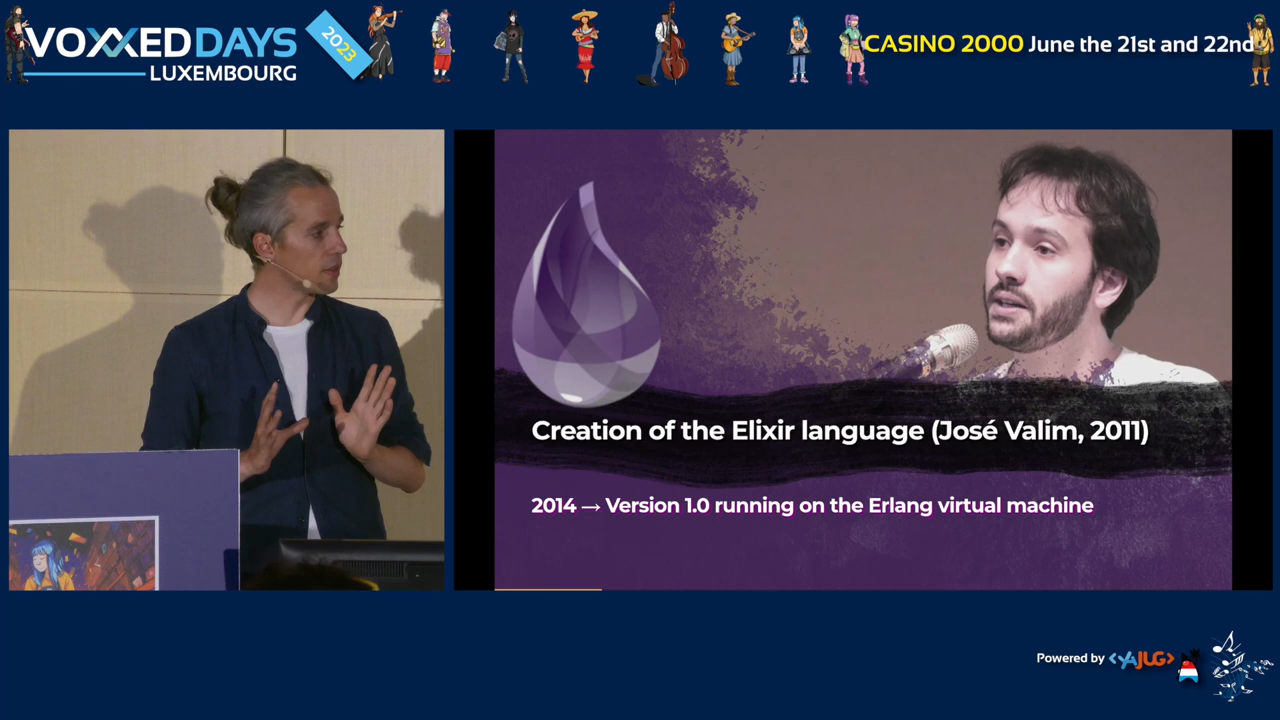 VOXXEDDAYS
LUXEMBOURG
2023
CASINO 2000 June the 21st and 22nd
Creation of the Elixir language (José Valim, 2011)
2014 → Version 1.0 running on the Erlang virtual machine
Powered by <YAJUG>